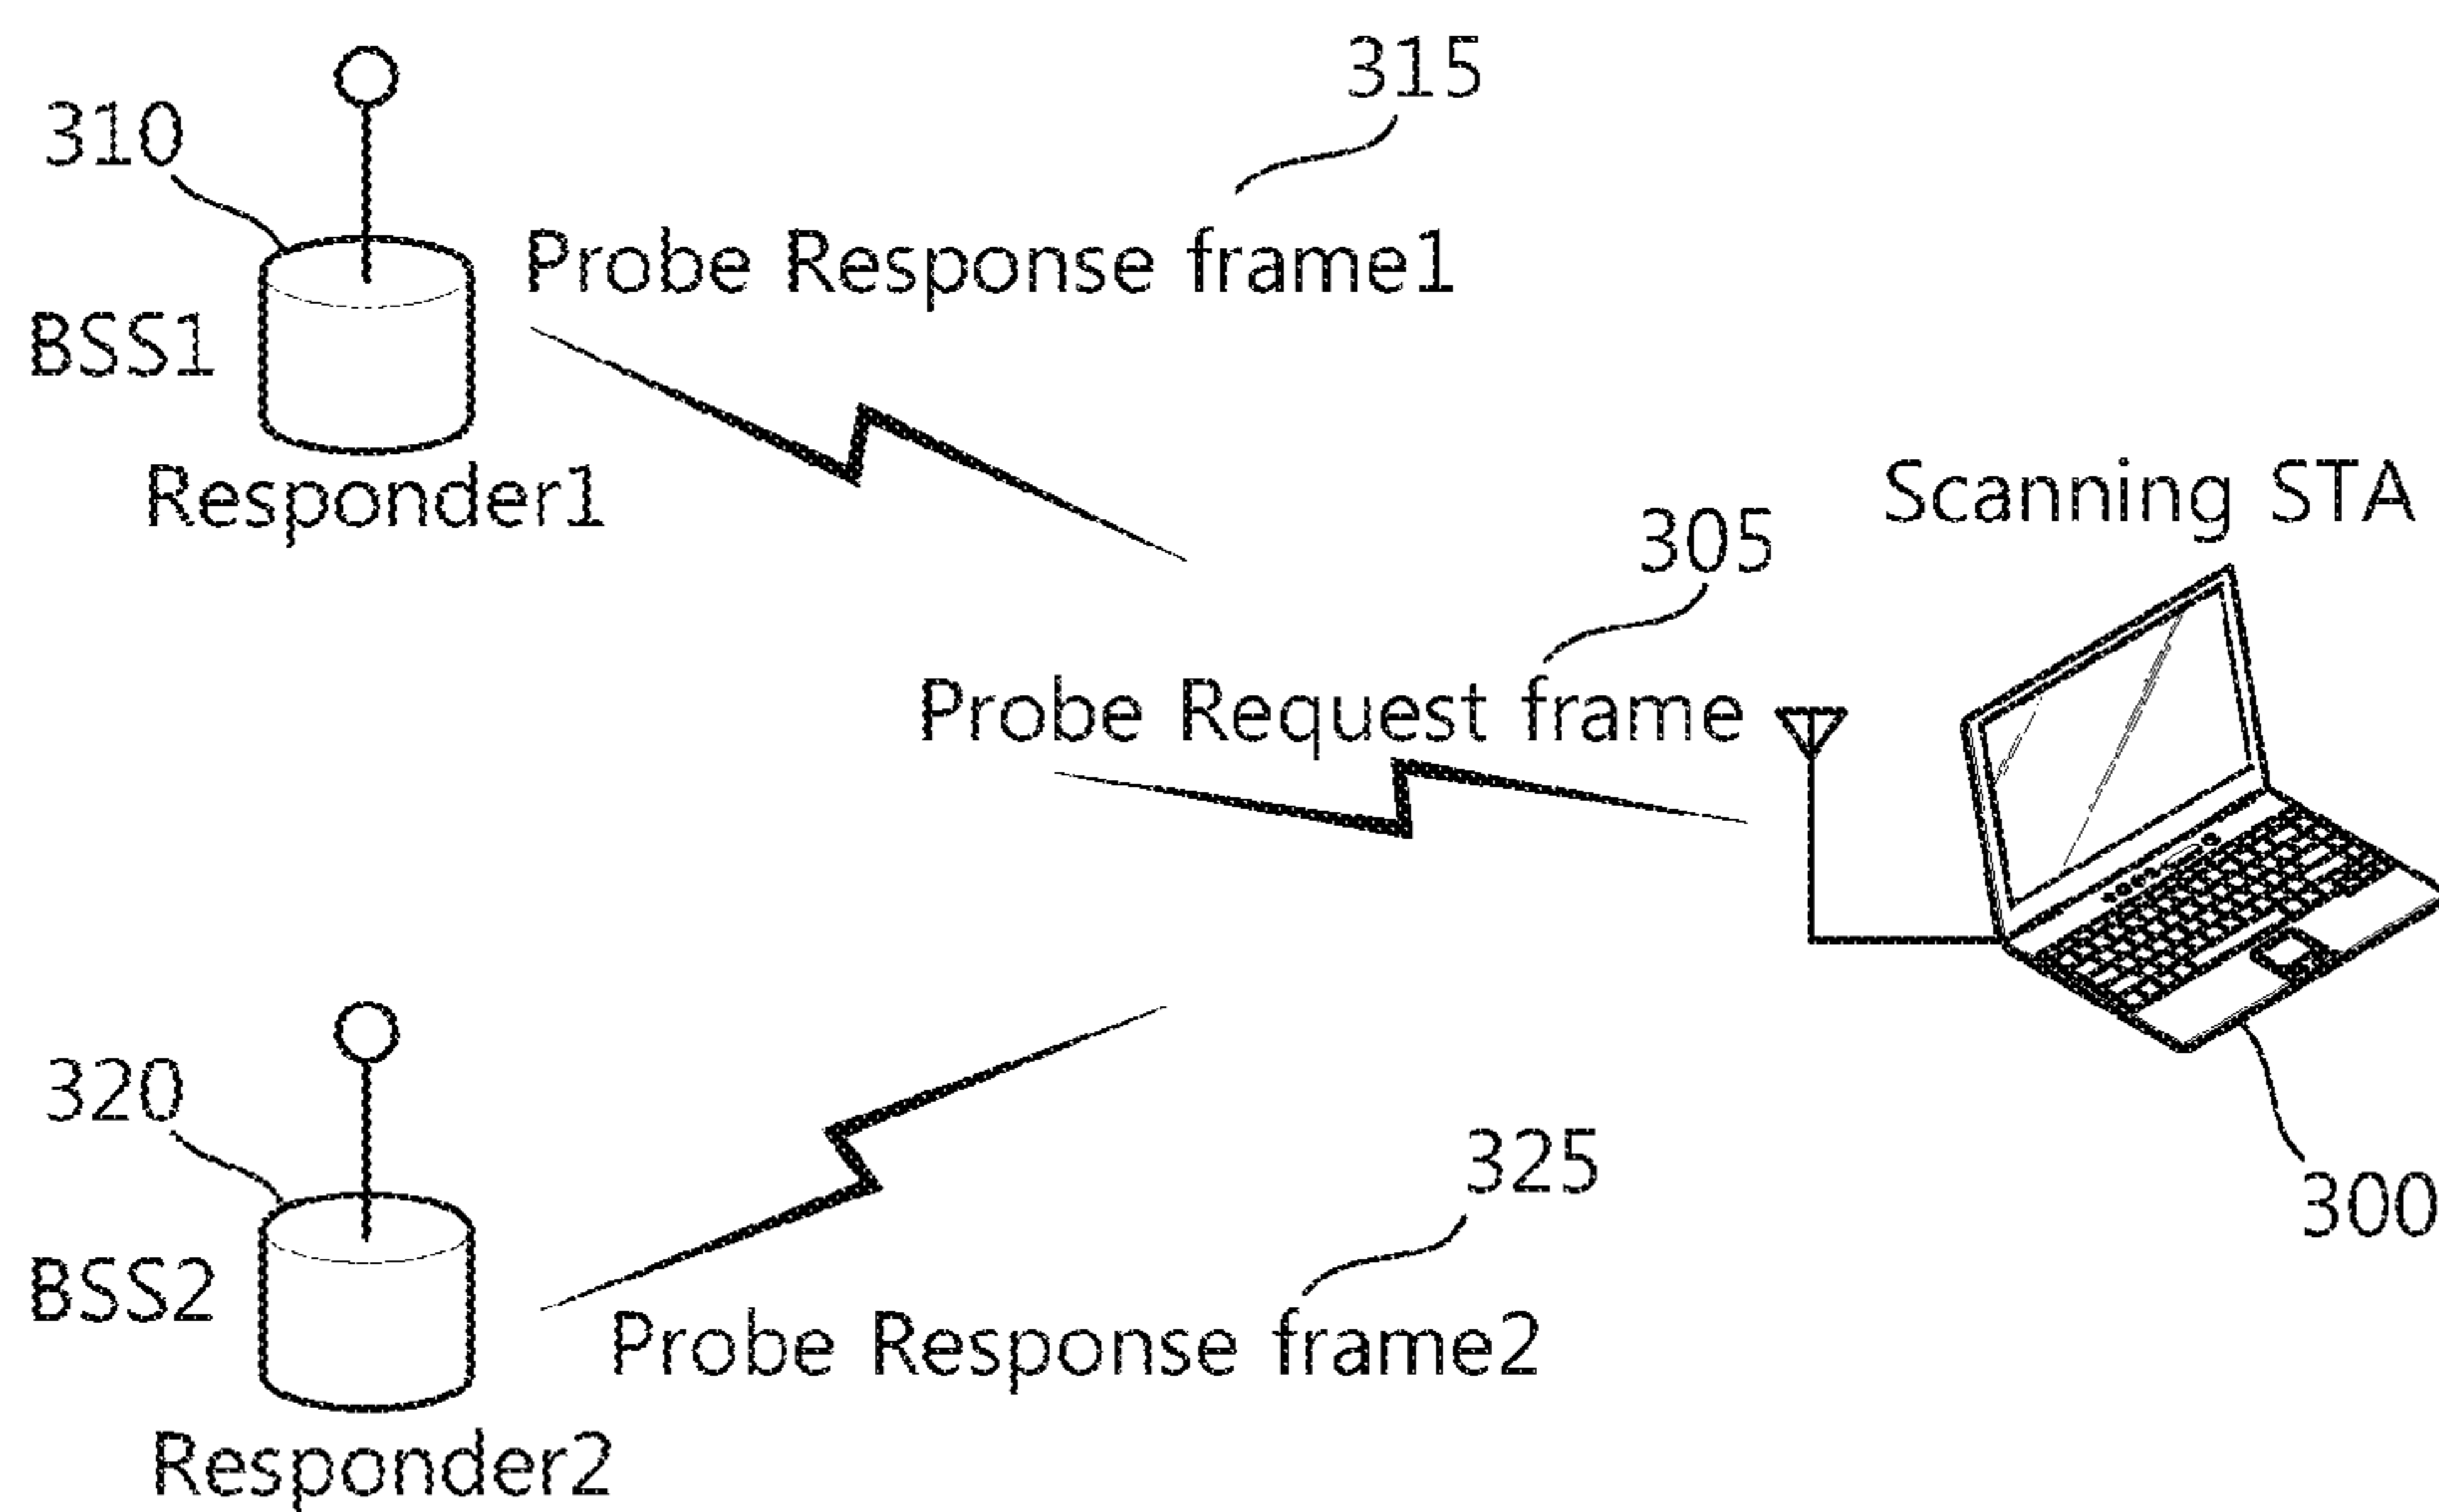 315
310
Probe Response frame1
BSS1
Responder1
Scanning STA
305
Probe Request frame
320
325
300
BSS2
Probe Response frame2
Responder2